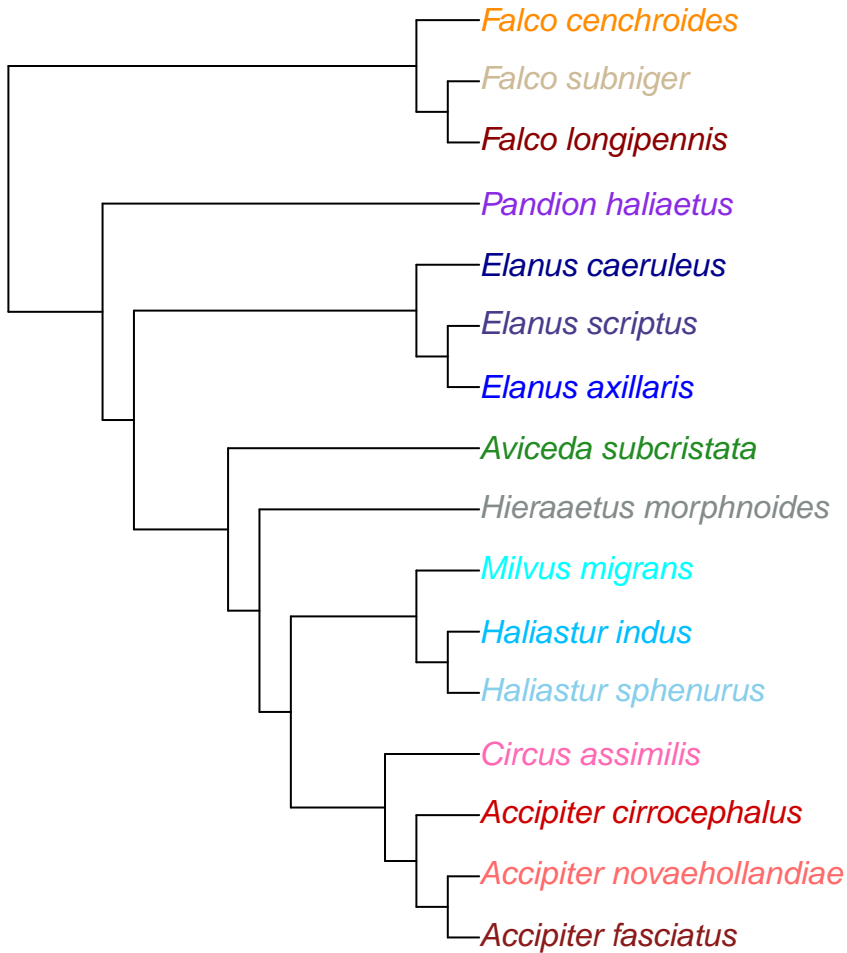 Falco cenchroides
Falco subniger
Falco longipennis
Pandion haliaetus
Elanus caeruleus
Elanus scriptus
Elanus axillaris
Aviceda subcristata
Hieraaetus morphnoides
Milvus migrans
Haliastur indus
Haliastur sphenurus
Circus assimilis
Accipiter cirrocephalus
Accipiter novaehollandiae
Accipiter fasciatus